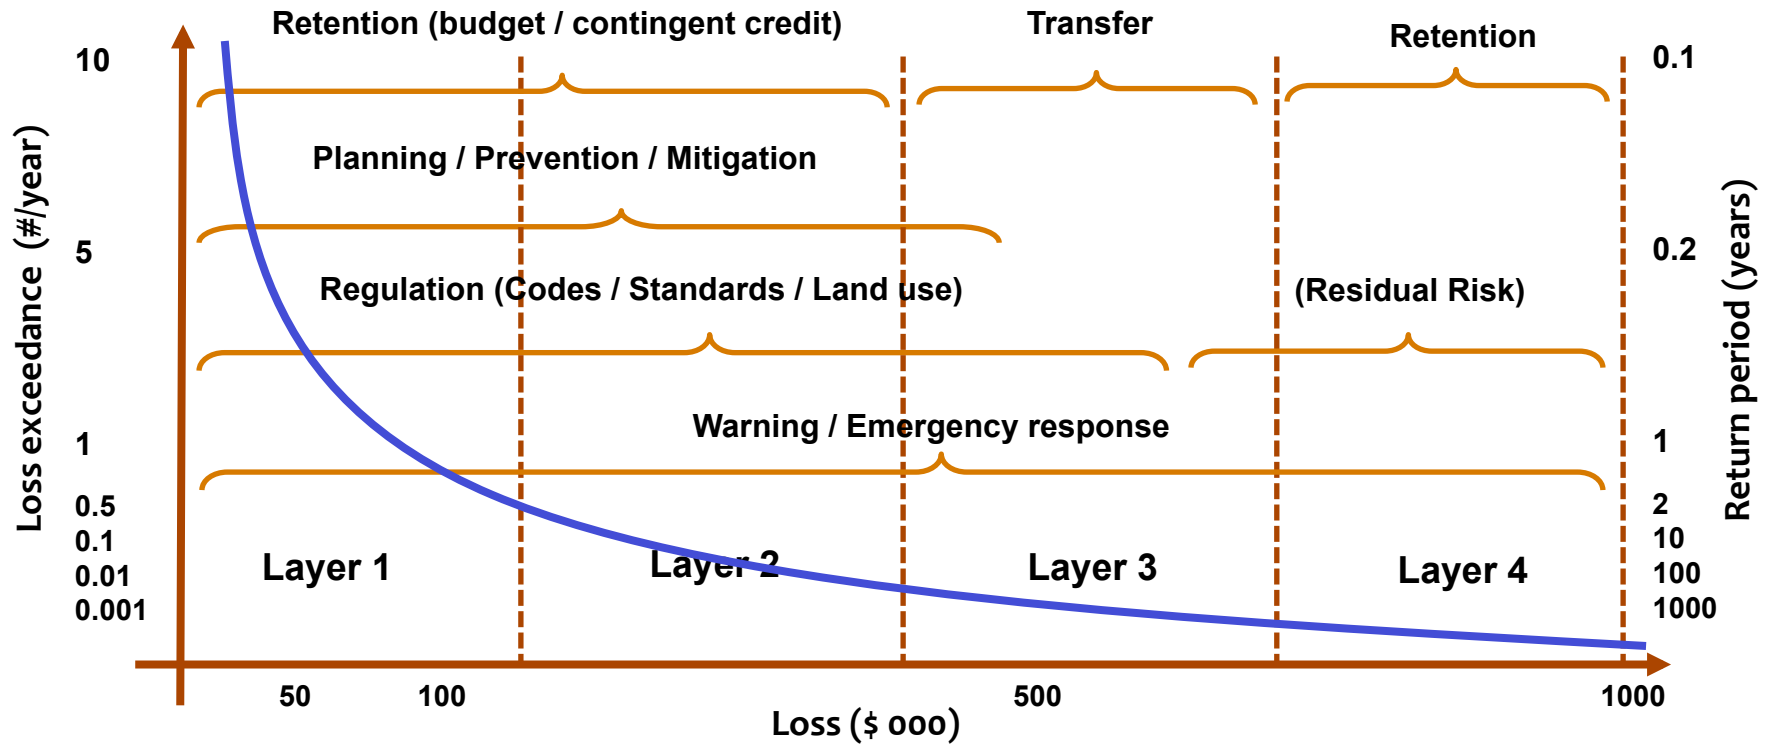 Retention (budget / contingent credit)
Transfer
Retention
10
0.1
Planning / Prevention / Mitigation
5
0.2
Regulation (Codes / Standards / Land use)
(Residual Risk)
Loss exceedance (#/year)
Return period (years)
Warning / Emergency response
1
1
0.5
2
0.1
10
0.01
100
0.001
1000
Layer 1
Layer 2
Layer 3
Layer 4
50
100
500
1000
Loss ($ 000)